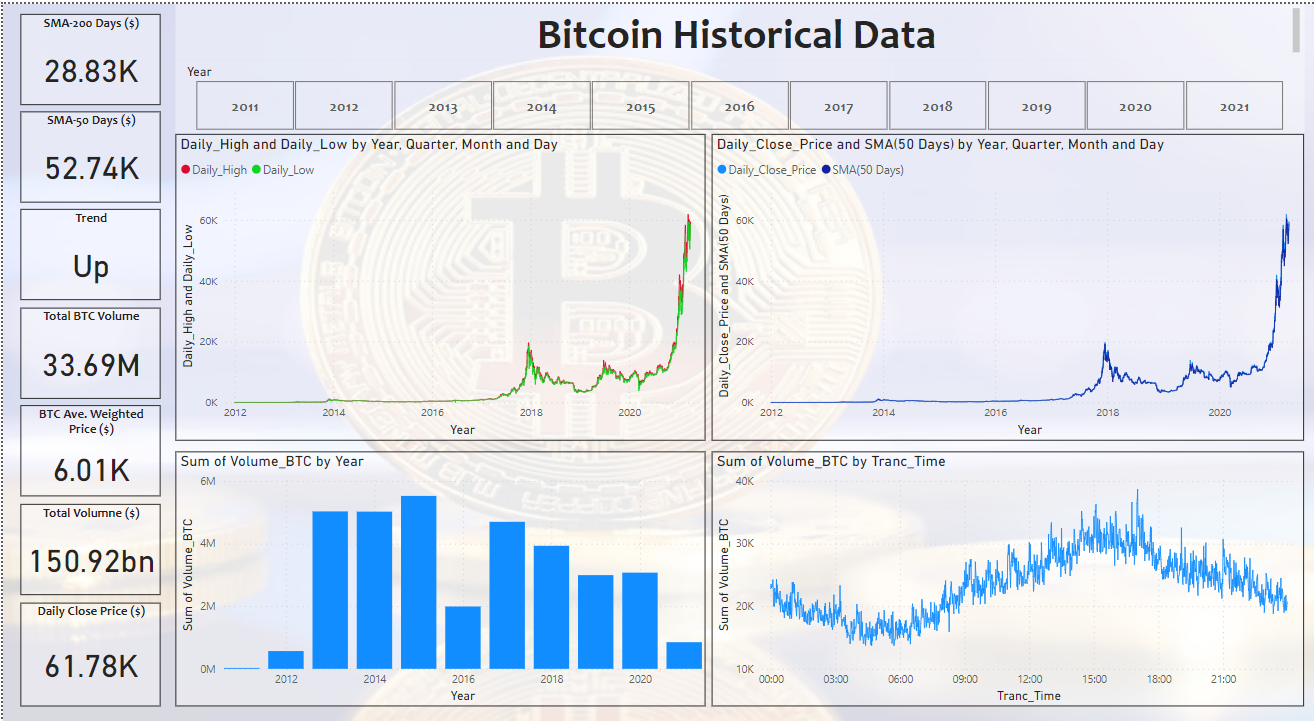 SMA-200 Days ($)
28.83K
SMA-50 Days ($)
52.74K
Trend
Up
Total BTC Volume
33.69M
BTC Ave. Weighted
Price ($)
6.01K
Total Volumne ($)
150.92bn
Daily Close Price ($)
61.78K
Bitcoin Historical Data
Year
2011 2012 2013 2014 2015 2016 2017 2018 2019 2020 2021
Daily_High and Daily_Low by Year, Quarter, Month and Day
Daily_High Daily_Low
Daily_High and Daily_Low
60K
40K
20K
0K
2012 2014 2016 2018 2020
Year
Daily_Close_Price and SMA(50 Days) by Year, Quarter, Month and Day
Daily_Close_Price SMA(50 Days)
Daily_Close_Price and SMA(50 Days)
60K
40K
20K
0K
2012 2014 2016 2018 2020
Year
Sum of Volume_BTC by Year
Sum of Volume_BTC
6M
4M
2M
0M
2012 2014 2016 2018 2020
Year
Sum of Volume_BTC by Tranc_Time
Sum of Volume_BTC
40K
30K
20K
10K
00:00 03:00 06:00 09:00 12:00 15:00 18:00 21:00
Tranc_Time